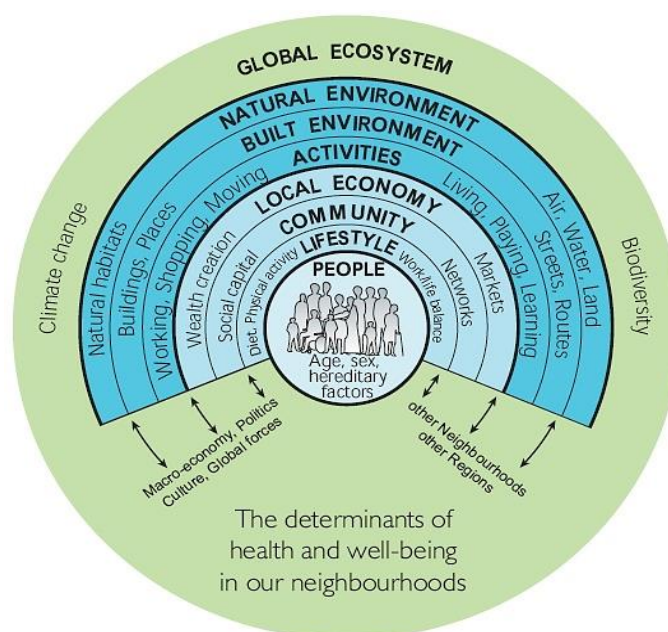 GLOBAL ECOSYSTEM
NATURAL ENVIRONMENT
BUILT ENVIRONMENT
ACTIVITIES
LOCAL ECONOMY
COMMUNITY
LIFESTYLE
PEOPLE
Age, sex,
hereditary
factors
Climate change
Natural habitats
Buildings, Places
Working, Shopping, Moving
Wealth creation
Social capital
Diet. Physical activity
Work/life balance
Networks
Markets
Living, Playing, Learning
Streets, Routes
Air, Water, Land
Biodiversity
Macro-economy, Politics
Culture, Global forces
other Neighbourhoods
other Regions
The determinants of
health and well-being
in our neighbourhoods